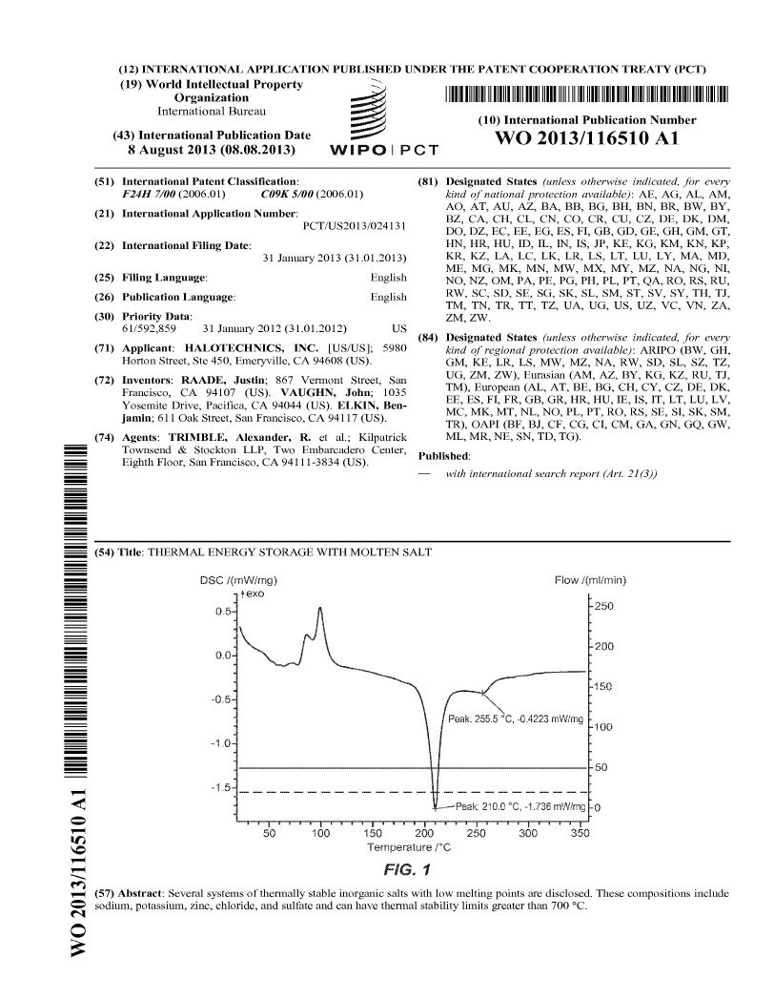 (12) INTERNATIONAL APPLICATION PUBLISHED UNDER THE PATENT COOPERATION TREATY (PCT)
(19) World Intellectual Property
Organization
International Bureau
(43) International Publication Date
8 August 2013 (08.08.2013)
WIPO | PCT
(10) International Publication Number
WO 2013/116510 A1
(51) International Patent Classification:
F24H 7/00 (2006.01) C09K 5/00 (2006.01)
(21) International Application Number:
PCT/US2013/024131
(22) International Filing Date:
31 January 2013 (31.01.2013)
(25) Filing Language: English
(26) Publication Language: English
(30) Priority Data:
61/592,859 31 January 2012 (31.01.2012) US
(71) Applicant: HALOTECHNICS, INC. [US/US]; 5980
Horton Street, Ste 450, Emeryville, CA 94608 (US).
(72) Inventors: RAADE, Justin; 867 Vermont Street, San
Francisco, CA 94107 (US). VAUGHN, John; 1035
Yosemite Drive, Pacifica, CA 94044 (US). ELKIN, Ben-
jamin; 611 Oak Street, San Francisco, CA 94117 (US).
(74) Agents: TRIMBLE, Alexander, R. et al.; Kilpatrick
Townsend & Stockton LLP, Two Embarcadero Center,
Eighth Floor, San Francisco, CA 94111-3834 (US).
(81) Designated States (unless otherwise indicated, for every
kind of national protection available): AE, AG, AL, AM,
AO, AT, AU, AZ, BA, BB, BG, BH, BN, BR, BW, BY,
BZ, CA, CH, CL, CN, CO, CR, CU, CZ, DE, DK, DM,
DO, DZ, EC, EE, EG, ES, FI, GB, GD, GE, GH, GM, GT,
HN, HR, HU, ID, IL, IN, IS, JP, KE, KG, KM, KN, KP,
KR, KZ, LA, LC, LK, LR, LS, LT, LU, LY, MA, MD,
ME, MG, MK, MN, MW, MX, MY, MZ, NA, NG, NI,
NO, NZ, OM, PA, PE, PG, PH, PL, PT, QA, RO, RS, RU,
RW, SC, SD, SE, SG, SK, SL, SM, ST, SV, SY, TH, TJ,
TM, TN, TR, TT, TZ, UA, UG, US, UZ, VC, VN, ZA,
ZM, ZW.
(84) Designated States (unless otherwise indicated, for every
kind of regional protection available): ARIPO (BW, GH,
GM, KE, LR, LS, MW, MZ, NA, RW, SD, SL, SZ, TZ,
UG, ZM, ZW), Eurasian (AM, AZ, BY, KG, KZ, RU, TJ,
TM), European (AL, AT, BE, BG, CH, CY, CZ, DE, DK,
EE, ES, FI, FR, GB, GR, HR, HU, IE, IS, IT, LT, LU, LV,
MC, MK, MT, NL, NO, PL, PT, RO, RS, SE, SI, SK, SM,
TR), OAPI (BF, BJ, CF, CG, CI, CM, GA, GN, GQ, GW,
ML, MR, NE, SN, TD, TG).
Published:
— with international search report (Art. 21(3))
(54) Title: THERMAL ENERGY STORAGE WITH MOLTEN SALT
DSC /(mW/mg) Flow /(ml/min)
exo
0.5
0.0
-0.5
-1.0
-1.5
250
200
150
100
50
0
Peak: 255.5 °C, -0.4223 mW/mg
Peak: 210.0 °C, -1.736 mW/mg
50 100 150 200 250 300 350
Temperature /°C
FIG. 1
(57) Abstract: Several systems of thermally stable inorganic salts with low melting points are disclosed. These compositions include
sodium, potassium, zinc, chloride, and sulfate and can have thermal stability limits greater than 700 °C.
WO 2013/116510 A1